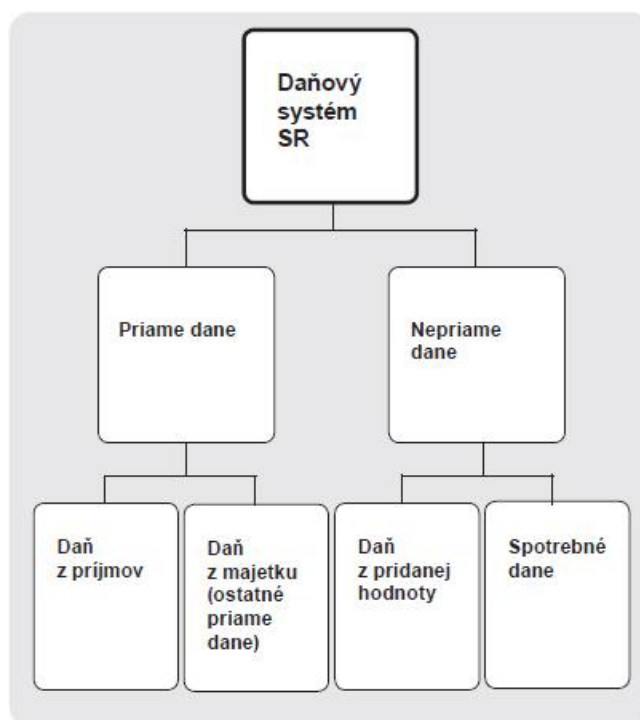 Daňový
systém
SR
Priame dane
Nepriame
dane
Daň
z príjmov
Daň
z majetku
(ostatné
priame
dane)
Daň
z pridanej
hodnoty
Spotrebné
dane